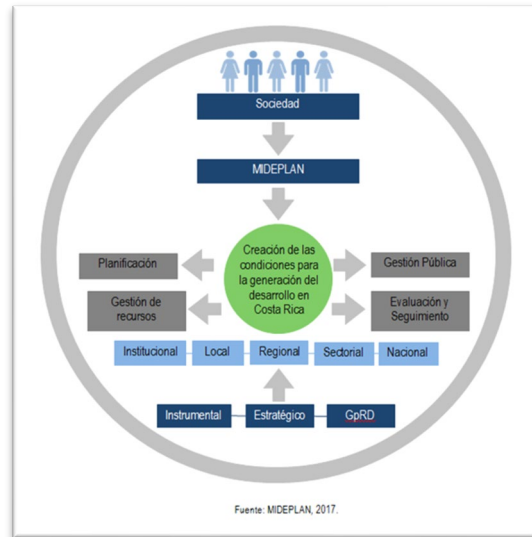 Sociedad
MIDEPLAN
Creación de las
condiciones para
la generación del
desarrollo en
Costa Rica
Planificación
Gestión de
recursos
Gestión Pública
Evaluación y
Seguimiento
Institucional
Local
Regional
Sectorial
Nacional
Instrumental
Estratégico
GpRD
Fuente: MIDEPLAN, 2017.